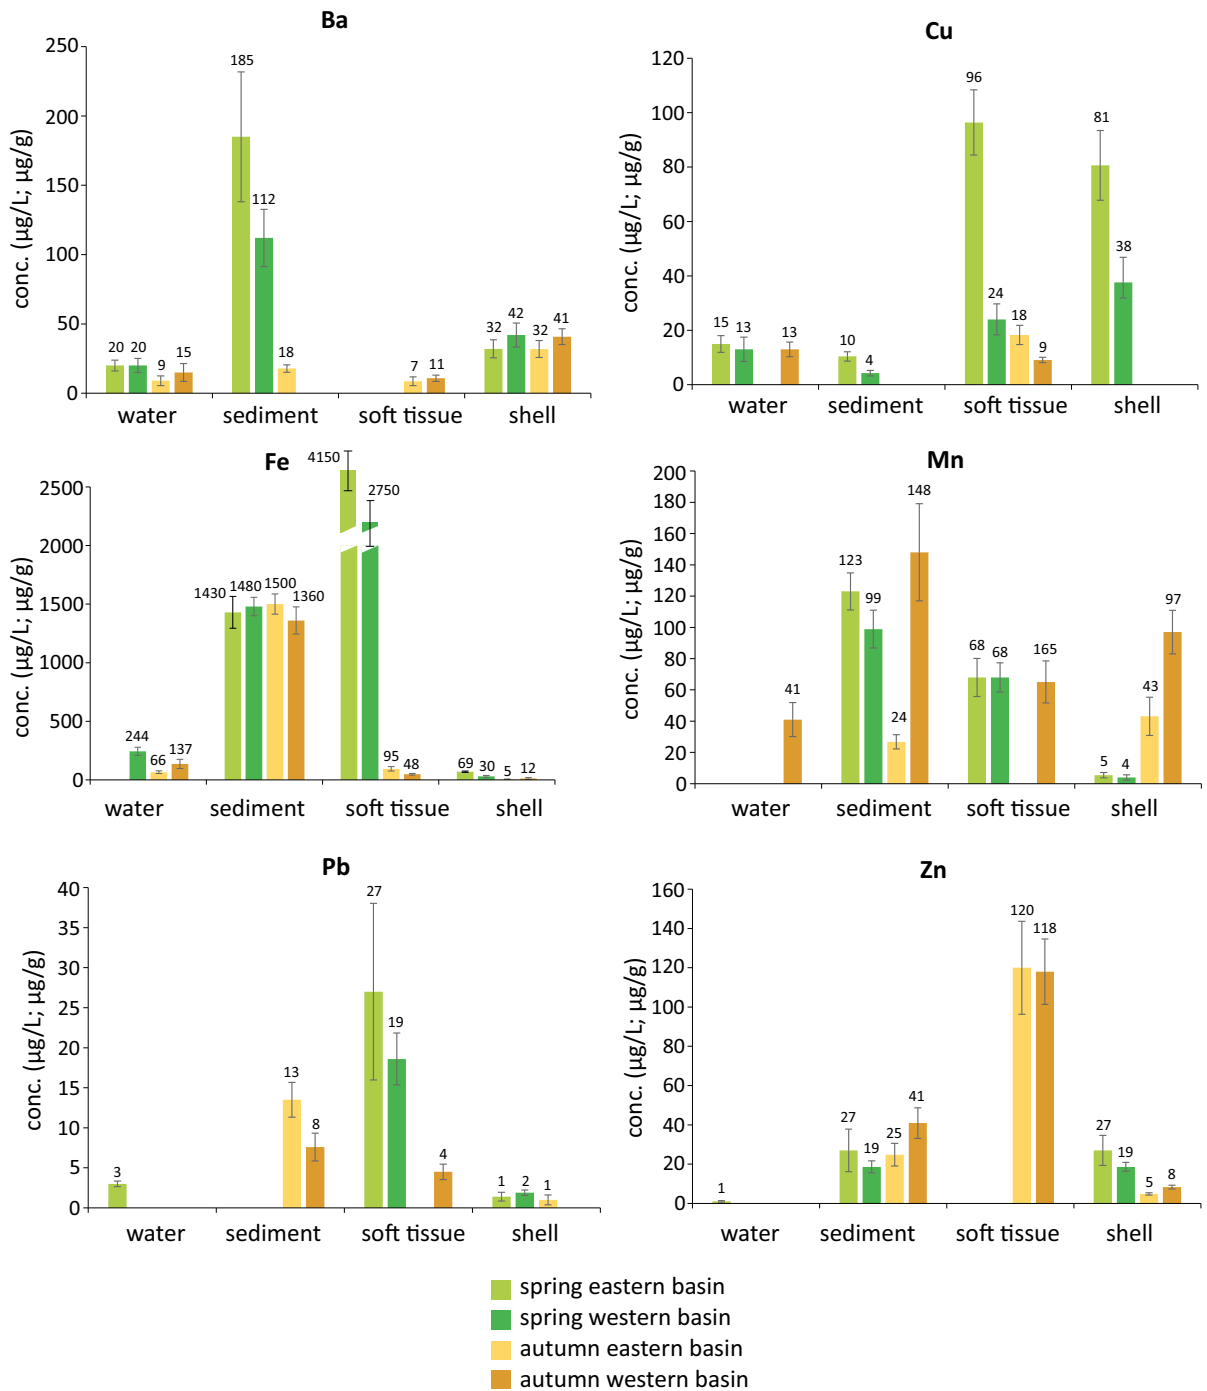 Ba
conc. (µg/L; µg/g)
250
200
150
100
50
0
20 20 9 15
185 112 18
7 11
32 42 32 41
water sediment soft tissue shell
Cu
conc. (µg/L; µg/g)
120
100
80
60
40
20
0
15 13 13
10 4
96 24 18 9
81 38
water sediment soft tissue shell
Fe
conc. (µg/L; µg/g)
2500
2000
1500
1000
500
0
244 66 137
1430 1480 1500 1360
4150 2750 95 48
69 30 5 12
water sediment soft tissue shell
Mn
conc. (µg/L; µg/g)
200
180
160
140
120
100
80
60
40
20
0
41
123 99 24 148
68 68 165
5 4 43 97
water sediment soft tissue shell
Pb
conc. (µg/L; µg/g)
40
35
30
25
20
15
10
5
0
3
13 8
27 19 4
1 2 1
water sediment soft tissue shell
Zn
conc. (µg/L; µg/g)
160
140
120
100
80
60
40
20
0
1
27 19 25 41
120 118
27 19 5 8
water sediment soft tissue shell
spring eastern basin
spring western basin
autumn eastern basin
autumn western basin